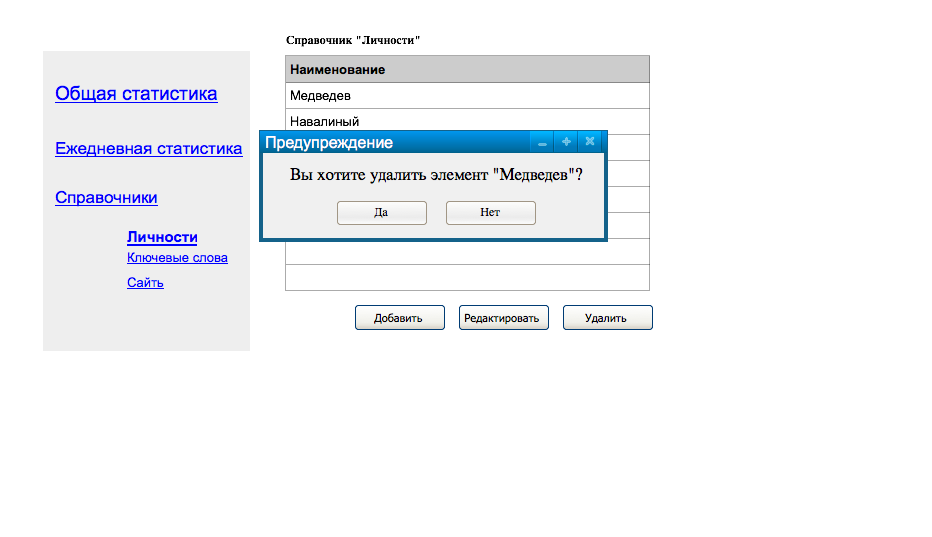 Справочник "Личности"
Наименование
Медведев
Навалиный
Общая статистика
Ежедневная статистика
Справочники
Личности
Ключевые слова
Сайть
Предупреждение
Вы хотите удалить элемент "Медведев"?
Да Нет
Добавить Редактировать Удалить